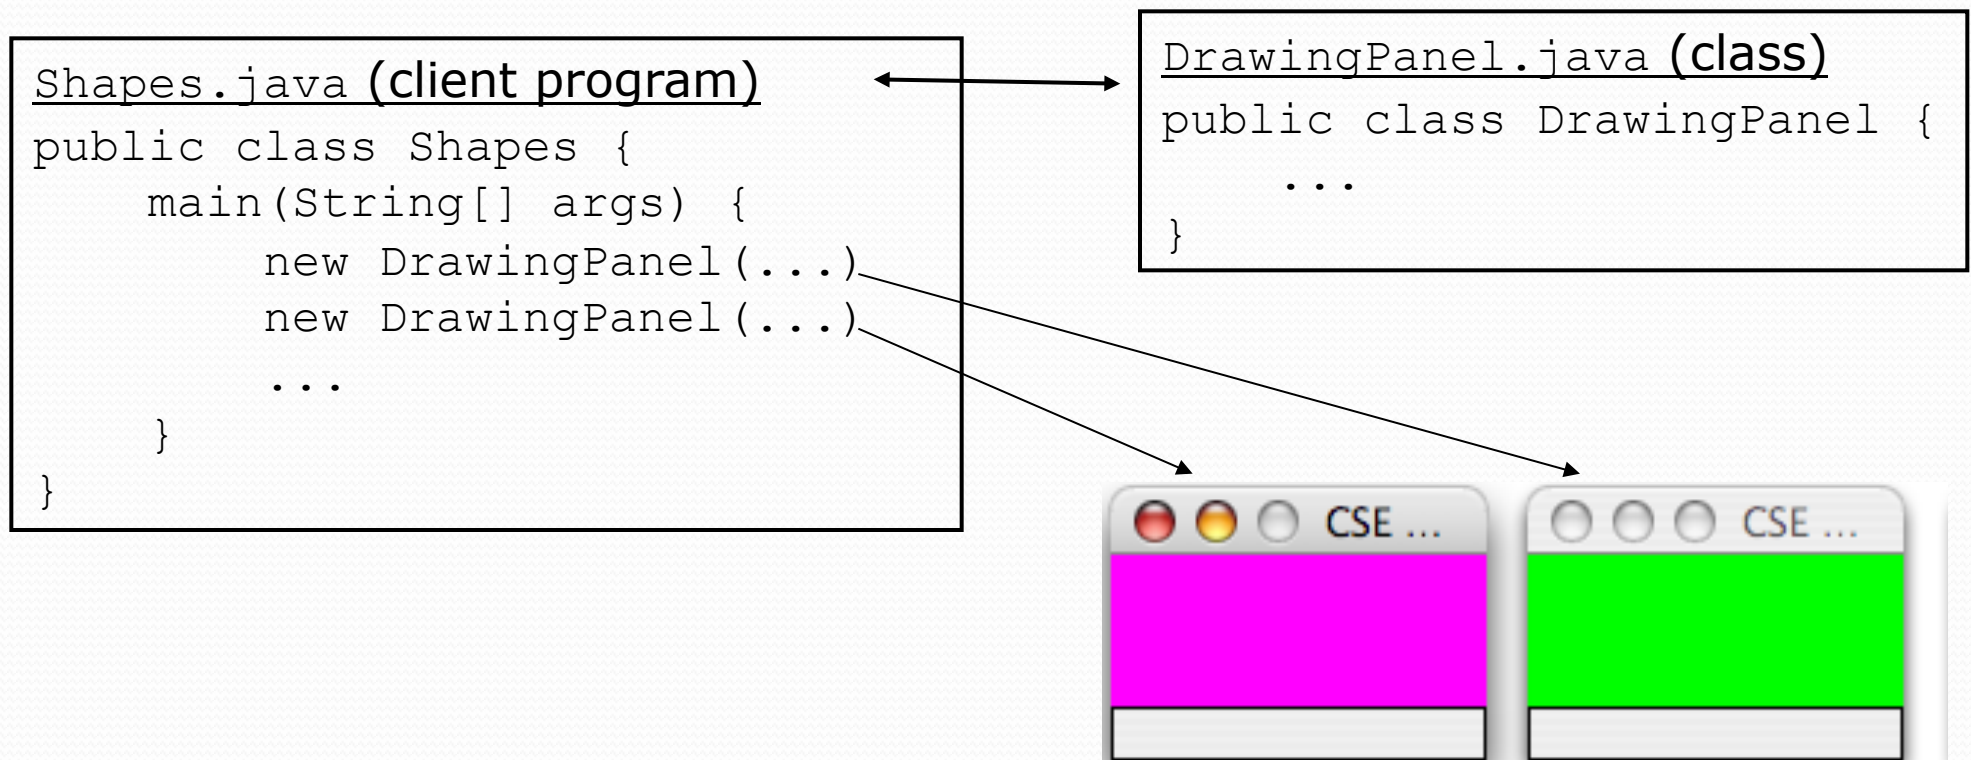 Shapes.java (client program)
public class Shapes {
    main(String[] args) {
        new DrawingPanel(...)
        new DrawingPanel(...)
        ...
    }
}
DrawingPanel.java (class)
public class DrawingPanel {
    ...
}
CSE ...
CSE ...